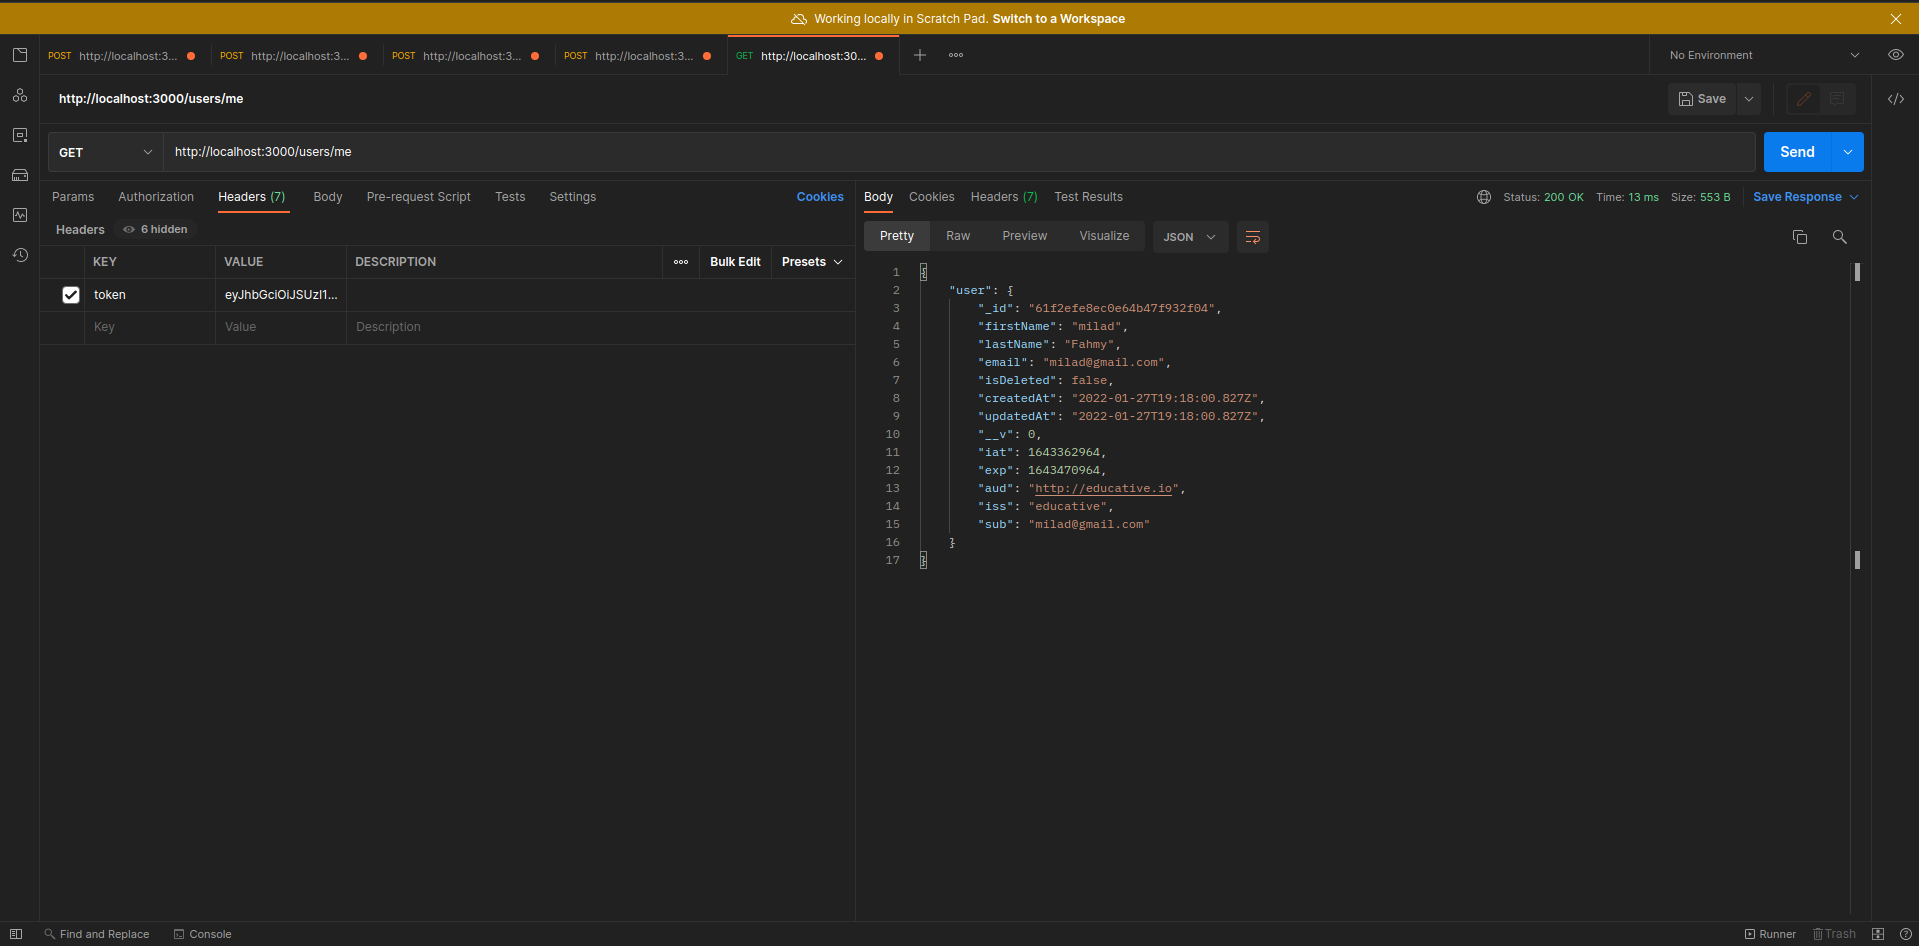 Working locally in Scratch Pad. Switch to a Workspace
POST http://localhost:3... POST http://localhost:3... POST http://localhost:3... POST http://localhost:3... GET http://localhost:30... No Environment
http://localhost:3000/users/me Save
GET http://localhost:3000/users/me Send
Params Authorization Headers (7) Body Pre-request Script Tests Settings Cookies
Headers 6 hidden
KEY VALUE DESCRIPTION Bulk Edit Presets
token eyJhbGciOiJSUzI1...
Key Value Description
Body Cookies Headers (7) Test Results Status: 200 OK Time: 13 ms Size: 553 B Save Response
Pretty Raw Preview Visualize JSON
1 {
2 "user": {
3 "_id": "61f2efe8ec0e64b47f932f04",
4 "firstName": "milad",
5 "lastName": "Fahmy",
6 "email": "milad@gmail.com",
7 "isDeleted": false,
8 "createdAt": "2022-01-27T19:18:00.827Z",
9 "updatedAt": "2022-01-27T19:18:00.827Z",
10 "__v": 0,
11 "iat": 1643362964,
12 "exp": 1643470964,
13 "aud": "http://educative.io",
14 "iss": "educative",
15 "sub": "milad@gmail.com"
16 }
17 }
Find and Replace Console Runner Trash